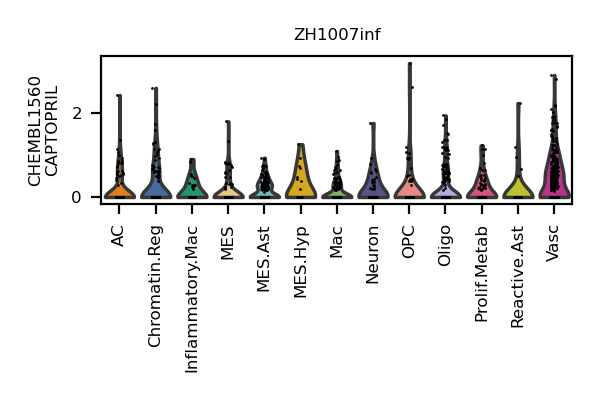 ZH1007inf
CHEMBL1560
CAPTOPRIL
2
0
AC
Chromatin.Reg
Inflammatory.Mac
MES
MES.Ast
MES.Hyp
Mac
Neuron
OPC
Oligo
Prolif.Metab
Reactive.Ast
Vasc